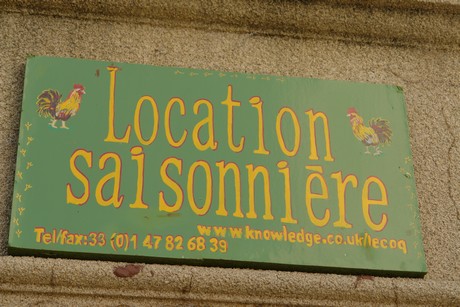 Location
saisonnière
www.knowledge.co.uk/lecoq
Tel/fax:33 (0)1 47 82 68 39